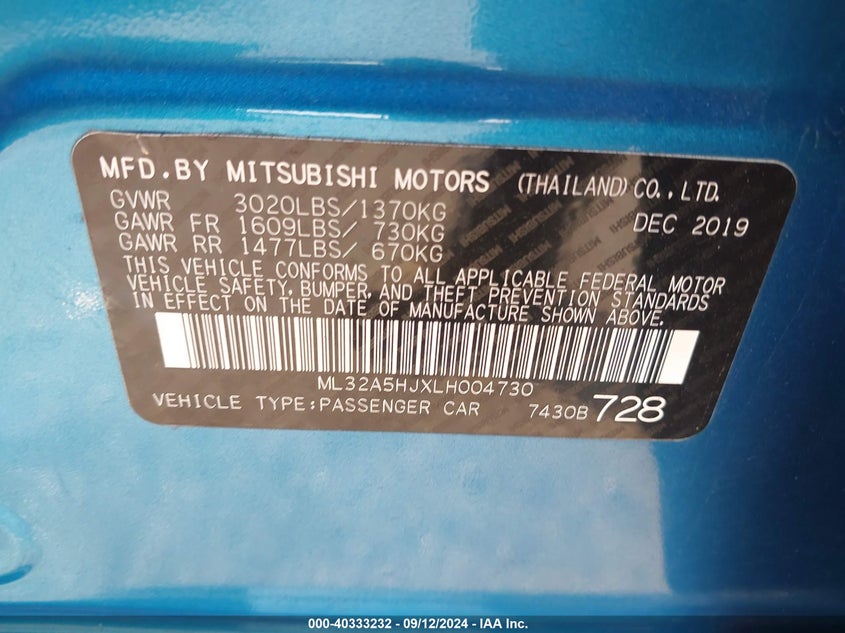 MFD.BY MITSUBISHI MOTORS (THAILAND)CO.,LTD.
GVWR 3020LBS/1370KG DEC 2019
GAWR FR 1609LBS/ 730KG
GAWR RR 1477LBS/ 670KG
THIS VEHICLE CONFORMS TO ALL APPLICABLE FEDERAL MOTOR
VEHICLE SAFETY, BUMPER, AND THEFT PREVENTION STANDARDS
IN EFFECT ON THE DATE OF MANUFACTURE SHOWN ABOVE.
ML32A5HJXLH004730
VEHICLE TYPE:PASSENGER CAR 7430B 728
000-40333232 - 09/12/2024 - IAA Inc.